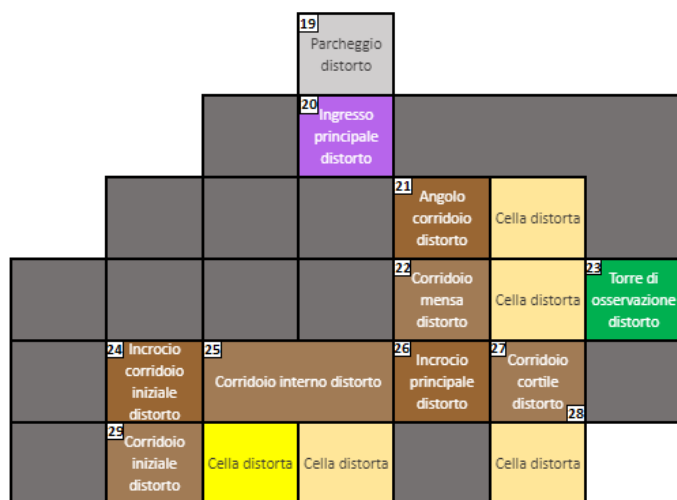 19
Parcheggio
distorto
20
Ingresso
principale
distorto
21
Angolo
corridoio
distorto
Cella distorta
22
Corridoio
mensa
distorto
Cella distorta
23
Torre di
osservazione
distorto
24
Incrocio
corridoio
iniziale
distorto
25
Corridoio interno distorto
26
Incrocio
principale
distorto
27
Corridoio
cortile
distorto
28
29
Corridoio
iniziale
distorto
Cella distorta
Cella distorta
Cella distorta